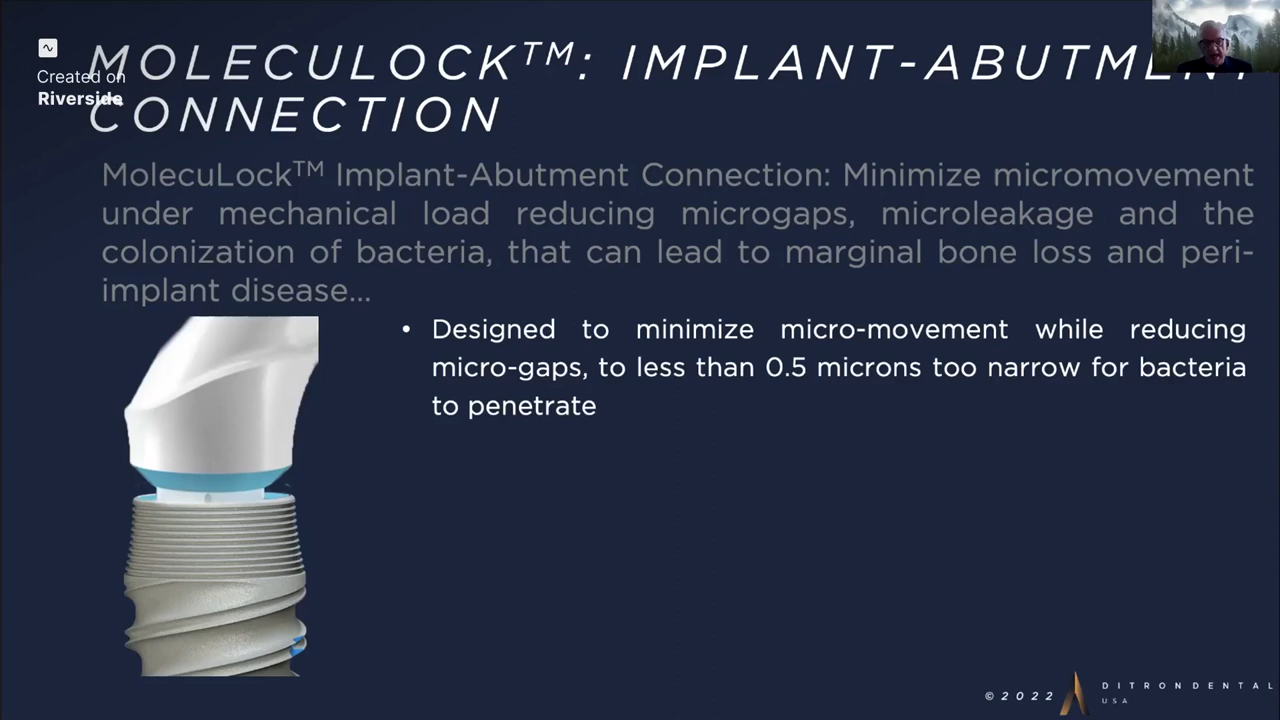 MOLECULOCK™: IMPLANT-ABUTMENT
CONNECTION
Created on
Riverside
MolecuLock™ Implant-Abutment Connection: Minimize micromovement
under mechanical load reducing microgaps, microleakage and the
colonization of bacteria, that can lead to marginal bone loss and peri-
implant disease...
• Designed to minimize micro-movement while reducing
micro-gaps, to less than 0.5 microns too narrow for bacteria
to penetrate
©2022
DITRONDENTAL
USA